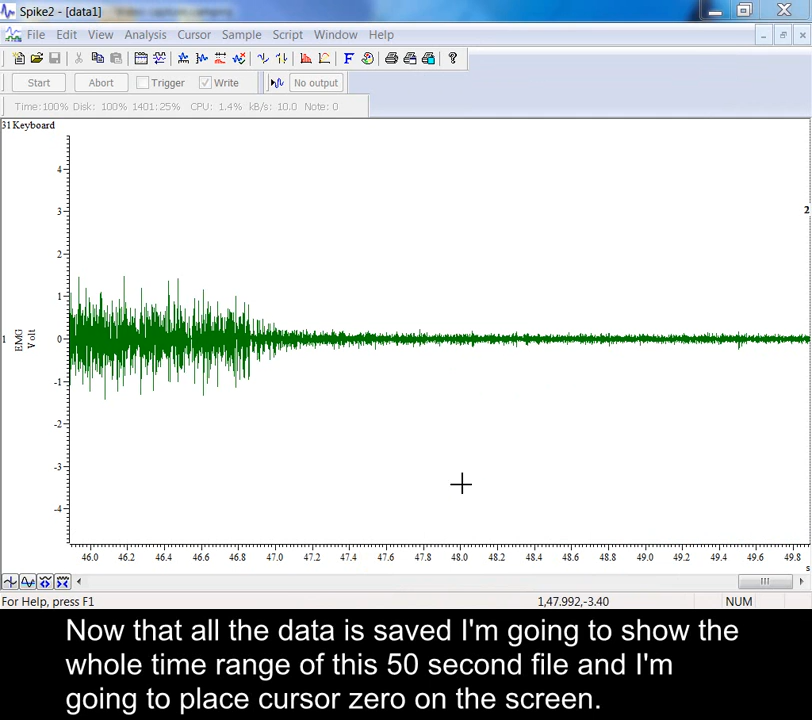 Spike2 - [data1]
File Edit View Analysis Cursor Sample Script Window Help
Start Abort Trigger Write No output
Time:100% Disk: 100% 1401:25% CPU: 1.4% kB/s: 10.0 Note: 0
31 Keyboard
4
3
2
2
1
1 EMG Volt 0
-1
-2
-3
-4
46.0 46.2 46.4 46.6 46.8 47.0 47.2 47.4 47.6 47.8 48.0 48.2 48.4 48.6 48.8 49.0 49.2 49.4 49.6 49.8
s
For Help, press F1 1,47.992,-3.40 NUM
Now that all the data is saved I'm going to show the
whole time range of this 50 second file and I'm
going to place cursor zero on the screen.